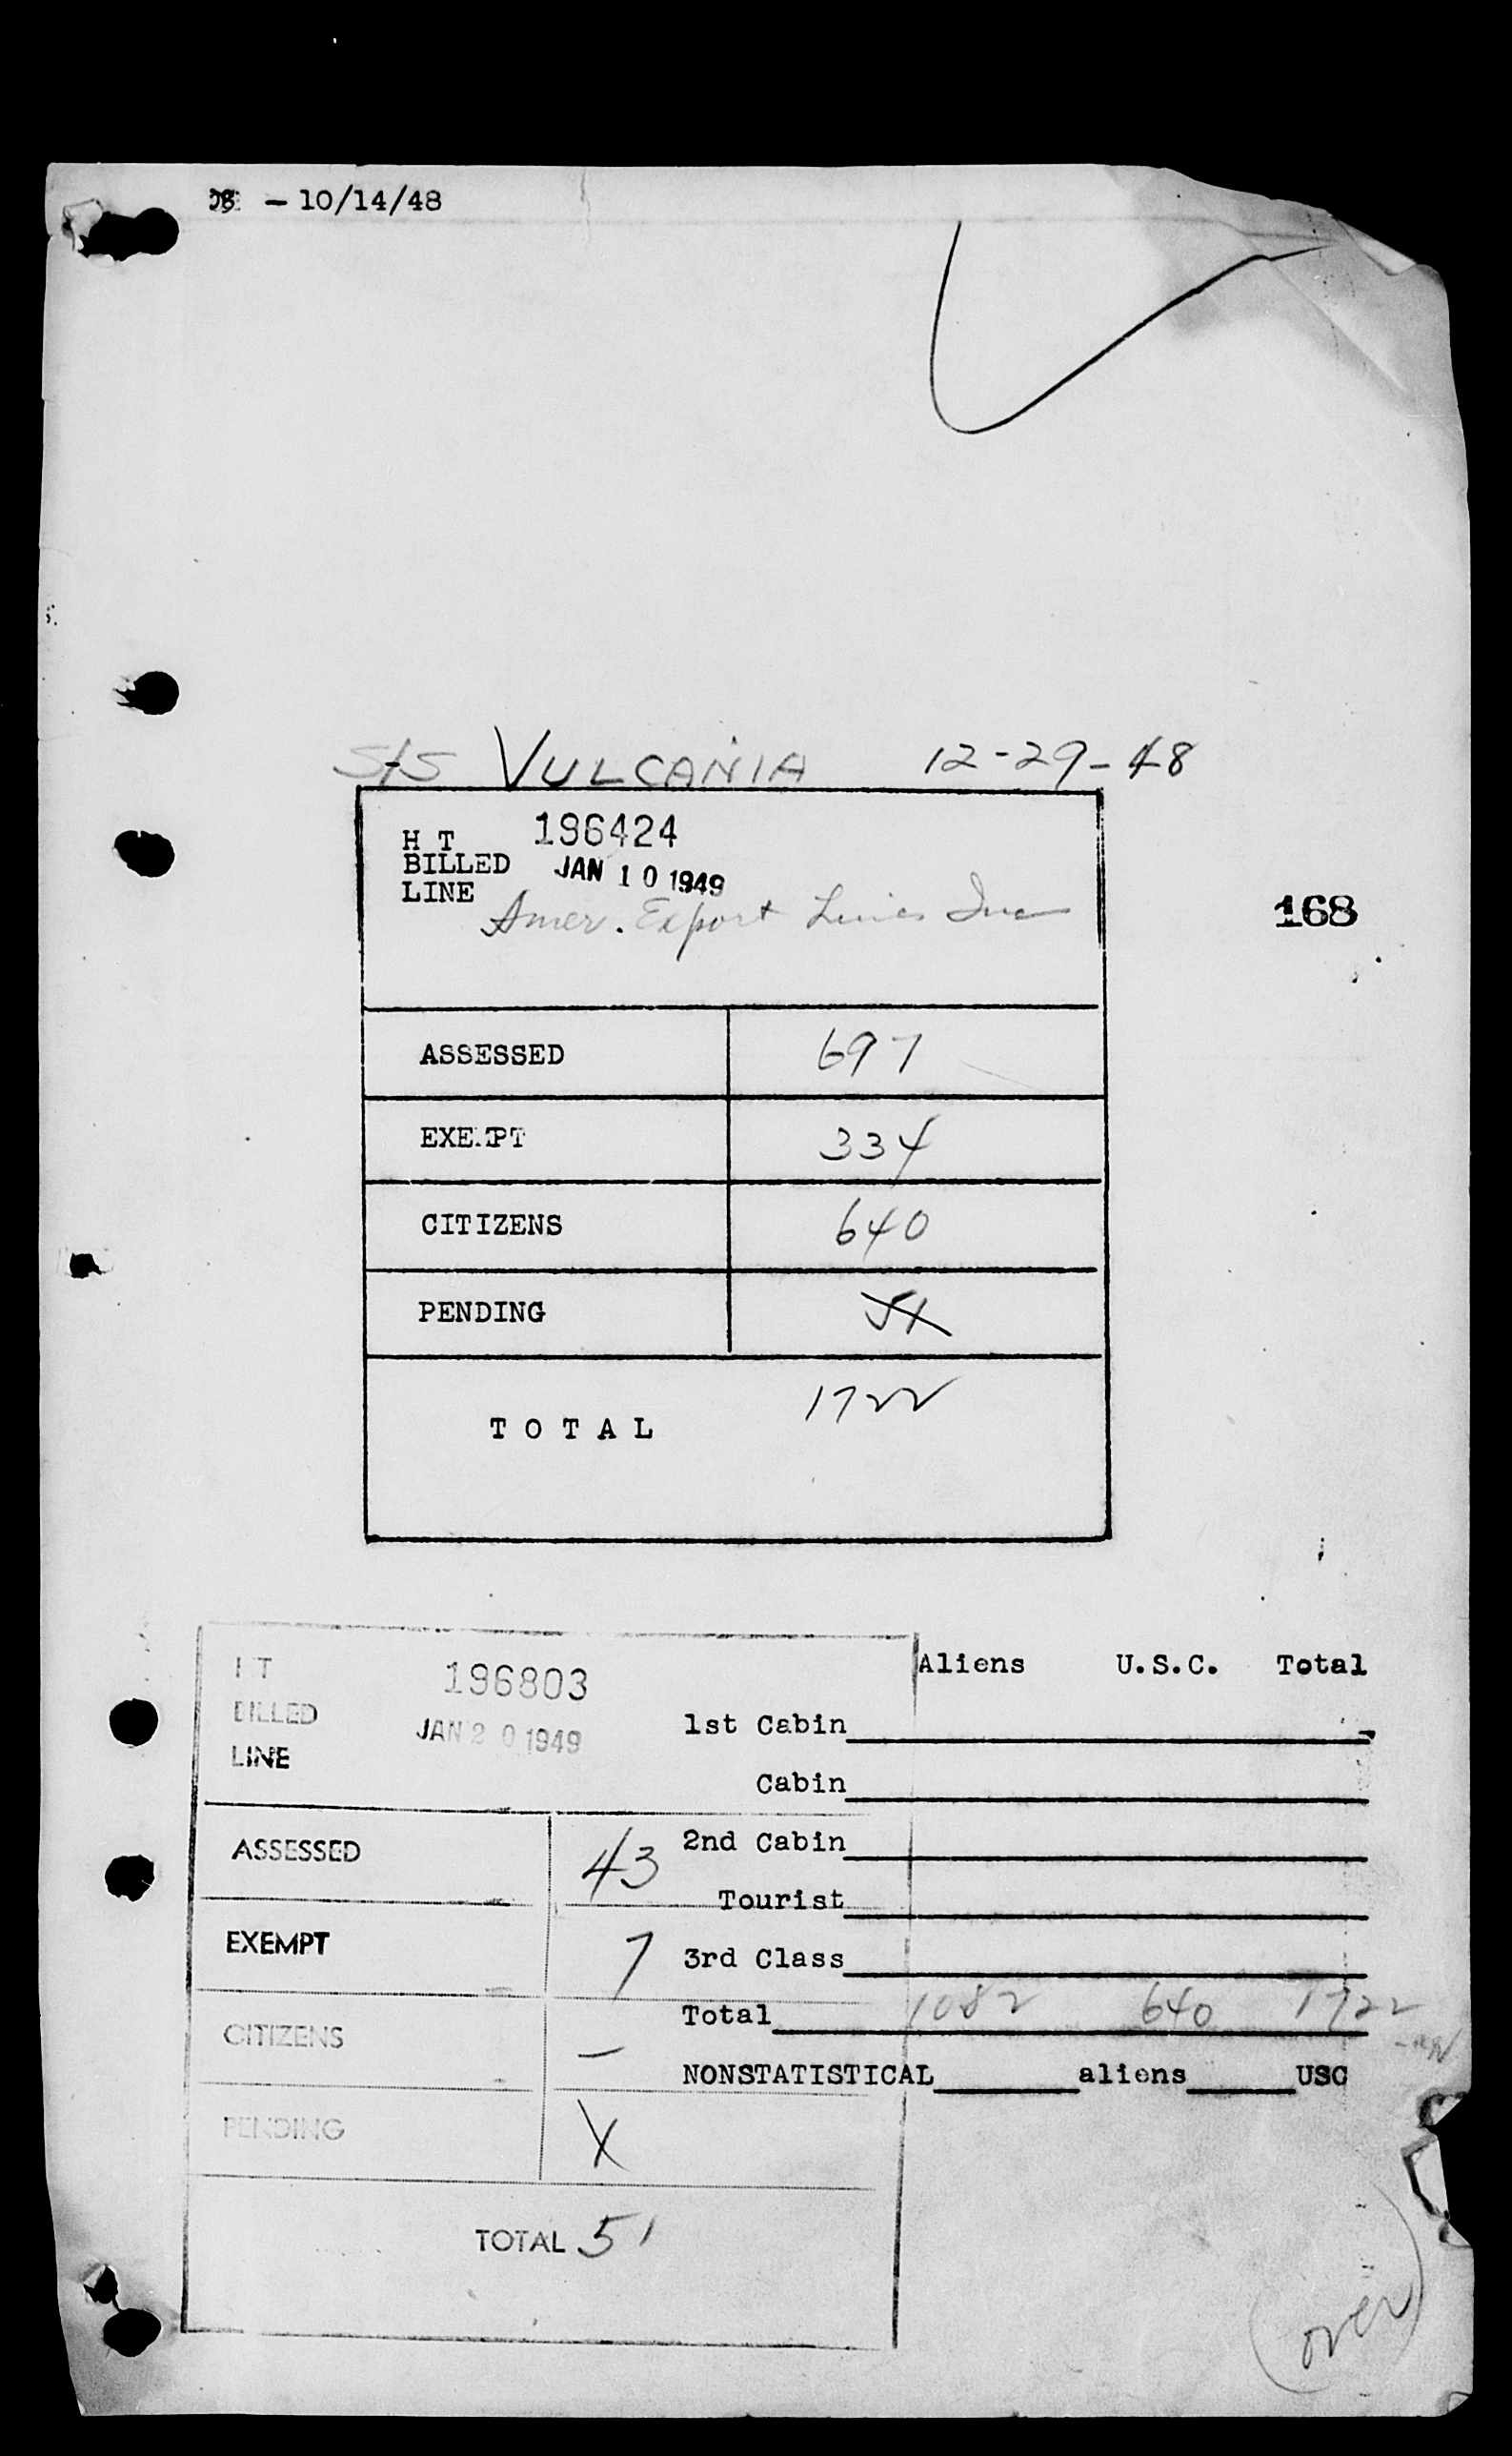 - 10/14/48
S/S VULCANIA 12-29-48
H T 196424
BILLED JAN 10 1949
LINE
Amer. Export Lines Inc
168
ASSESSED 697
EXEMPT 334
CITIZENS 640
PENDING 51
TOTAL 1722
Aliens U.S.C. Total
H T 196803
BILLED JAN 20 1949
LINE
1st Cabin
Cabin
ASSESSED 43
2nd Cabin
Tourist
EXEMPT 7
3rd Class
Total 1082 640 1722
CITIZENS -
NONSTATISTICAL aliens USC
PENDING X
TOTAL 51
(over)